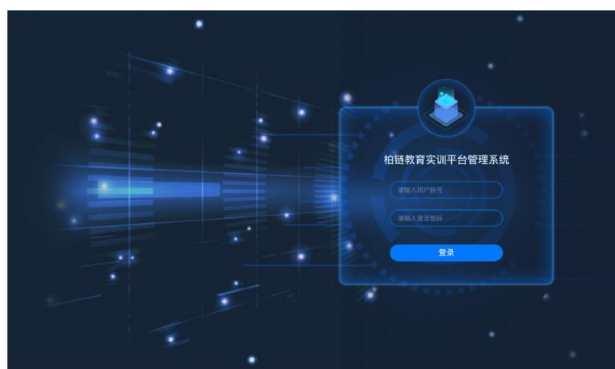 柏链教育实训平台管理系统
请输入用户账号
请输入登录密码
登录